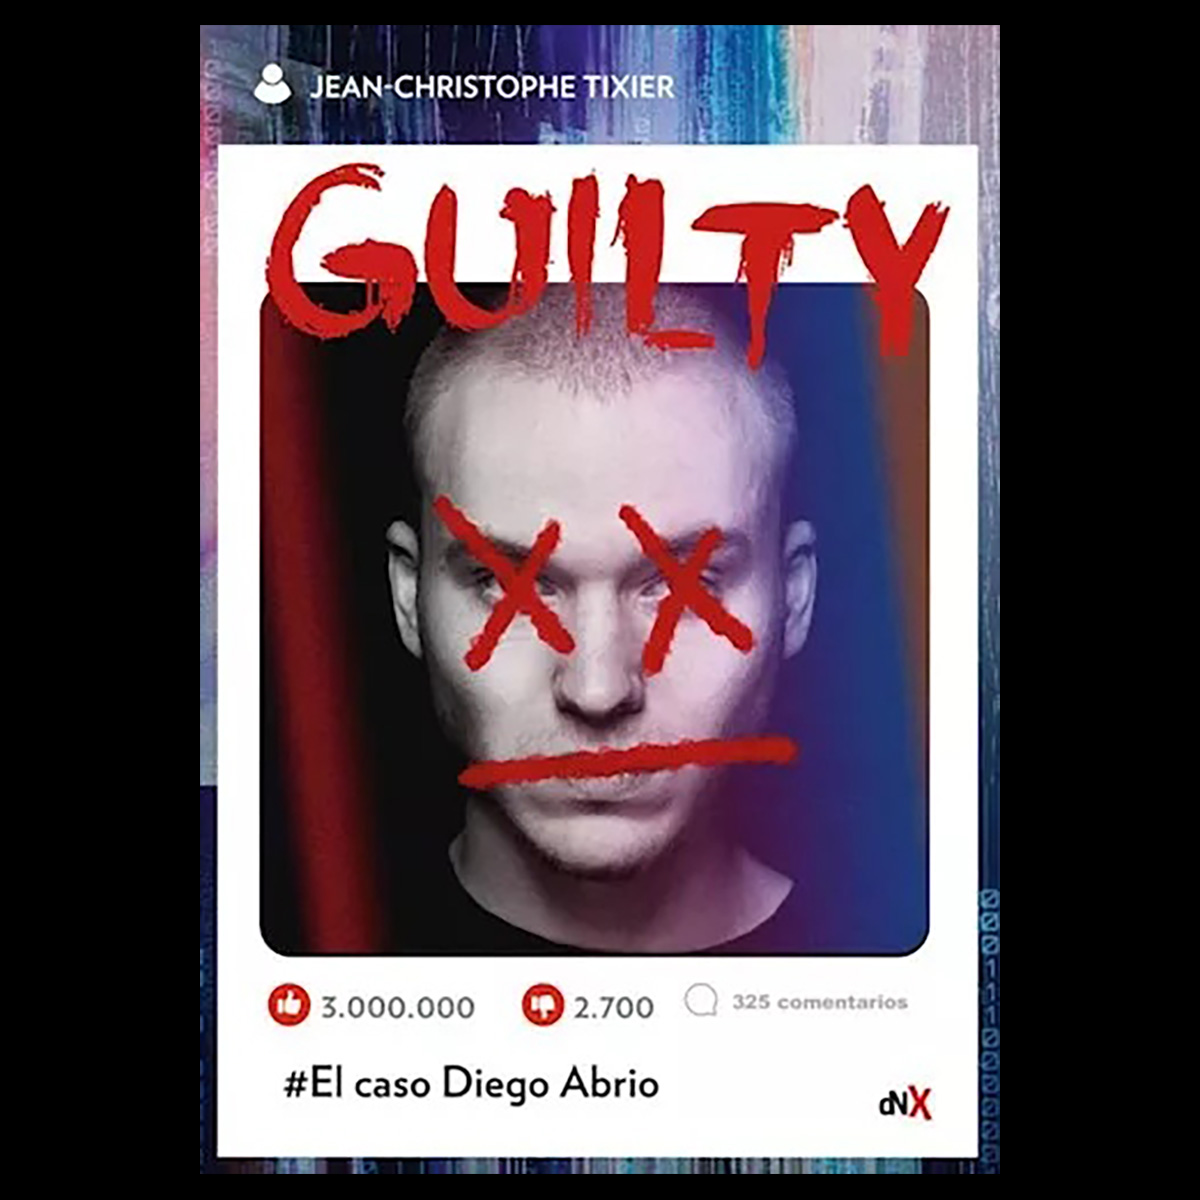 JEAN-CHRISTOPHE TIXIER
GUILTY
3.000.000 2.700 325 comentarios
#El caso Diego Abrio
dNX